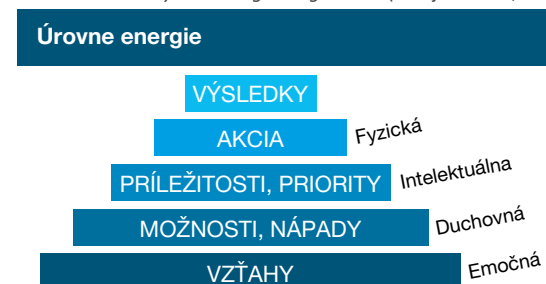 Úrovne energie
VÝSLEDKY
AKCIA
Fyzická
PRÍLEŽITOSTI, PRIORITY
Intelektuálna
MOŽNOSTI, NÁPADY
Duchovná
VZŤAHY
Emočná